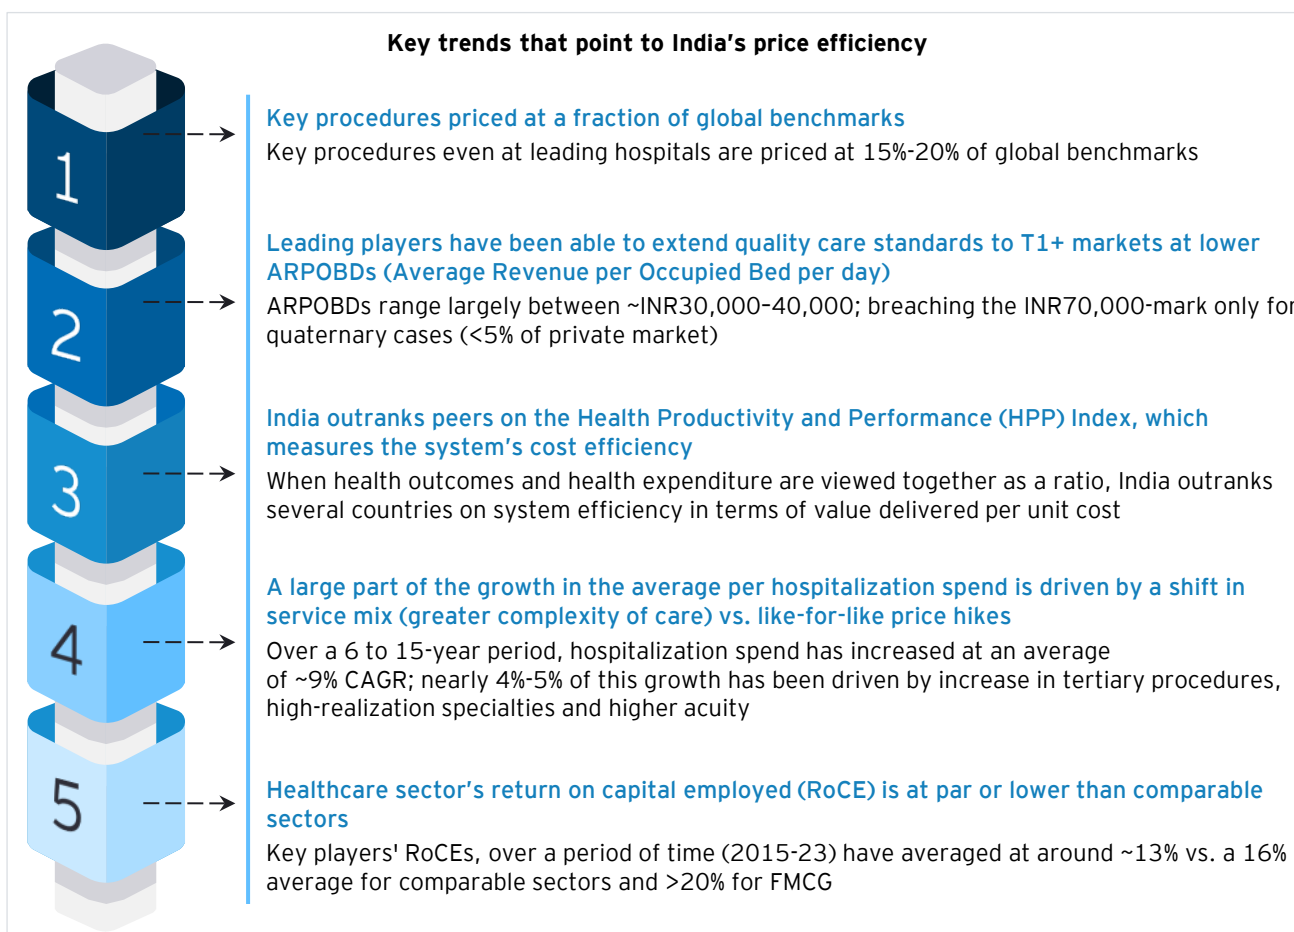 Key trends that point to India's price efficiency
1
Key procedures priced at a fraction of global benchmarks
Key procedures even at leading hospitals are priced at 15%-20% of global benchmarks
2
Leading players have been able to extend quality care standards to T1+ markets at lower
ARPOBDs (Average Revenue per Occupied Bed per day)
ARPOBDs range largely between ~INR30,000–40,000; breaching the INR70,000-mark only for
quaternary cases (<5% of private market)
3
India outranks peers on the Health Productivity and Performance (HPP) Index, which
measures the system's cost efficiency
When health outcomes and health expenditure are viewed together as a ratio, India outranks
several countries on system efficiency in terms of value delivered per unit cost
4
A large part of the growth in the average per hospitalization spend is driven by a shift in
service mix (greater complexity of care) vs. like-for-like price hikes
Over a 6 to 15-year period, hospitalization spend has increased at an average
of ~9% CAGR; nearly 4%-5% of this growth has been driven by increase in tertiary procedures,
high-realization specialties and higher acuity
5
Healthcare sector's return on capital employed (RoCE) is at par or lower than comparable
sectors
Key players' RoCEs, over a period of time (2015-23) have averaged at around ~13% vs. a 16%
average for comparable sectors and >20% for FMCG